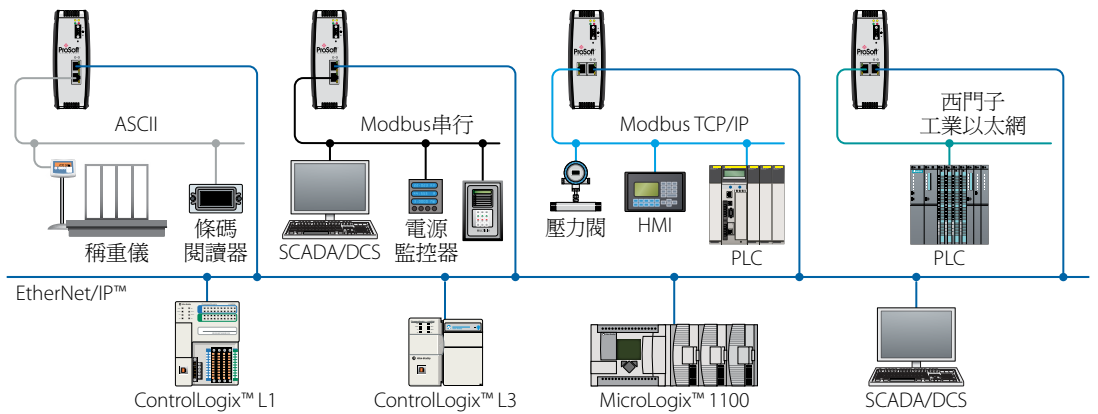 ProSoft
ProSoft
ProSoft
ProSoft
ASCII
Modbus串行
Modbus TCP/IP
西門子
工業以太網
稱重儀
條碼
閱讀器
SCADA/DCS
電源
監控器
壓力閥
HMI
PLC
PLC
EtherNet/IP™
ControlLogix™ L1
ControlLogix™ L3
MicroLogix™ 1100
SCADA/DCS